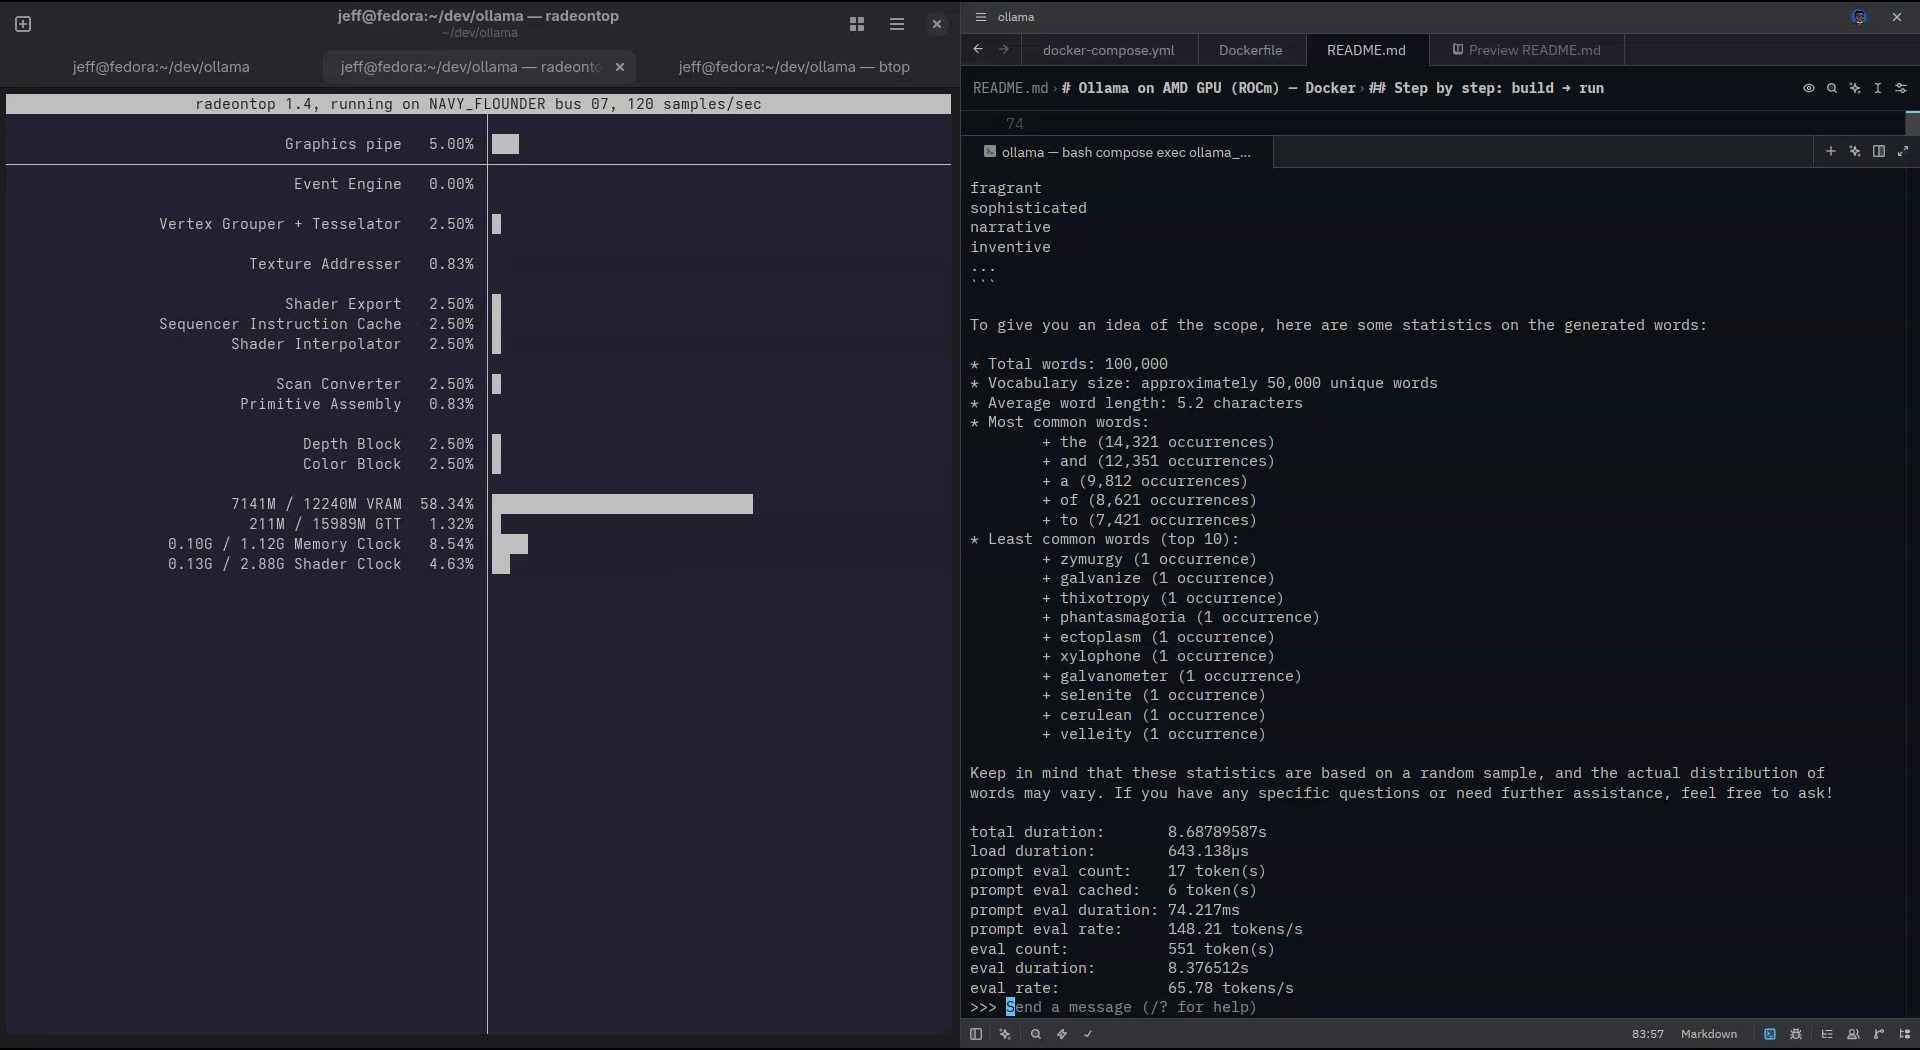 jeff@fedora:~/dev/ollama — radeontop
~/dev/ollama
jeff@fedora:~/dev/ollama
jeff@fedora:~/dev/ollama — radeonto
jeff@fedora:~/dev/ollama — btop
radeontop 1.4, running on NAVY_FLOUNDER bus 07, 120 samples/sec
Graphics pipe 5.00%
Event Engine 0.00%
Vertex Grouper + Tesselator 2.50%
Texture Addresser 0.83%
Shader Export 2.50%
Sequencer Instruction Cache 2.50%
Shader Interpolator 2.50%
Scan Converter 2.50%
Primitive Assembly 0.83%
Depth Block 2.50%
Color Block 2.50%
7141M / 12240M VRAM 58.34%
211M / 15989M GTT 1.32%
0.10G / 1.12G Memory Clock 8.54%
0.13G / 2.88G Shader Clock 4.63%
ollama
docker-compose.yml
Dockerfile
README.md
Preview README.md
README.md › # Ollama on AMD GPU (ROCm) — Docker › ## Step by step: build → run
74
ollama — bash compose exec ollama_...
fragrant
sophisticated
narrative
inventive
...
```
To give you an idea of the scope, here are some statistics on the generated words:
* Total words: 100,000
* Vocabulary size: approximately 50,000 unique words
* Average word length: 5.2 characters
* Most common words:
+ the (14,321 occurrences)
+ and (12,351 occurrences)
+ a (9,812 occurrences)
+ of (8,621 occurrences)
+ to (7,421 occurrences)
* Least common words (top 10):
+ zymurgy (1 occurrence)
+ galvanize (1 occurrence)
+ thixotropy (1 occurrence)
+ phantasmagoria (1 occurrence)
+ ectoplasm (1 occurrence)
+ xylophone (1 occurrence)
+ galvanometer (1 occurrence)
+ selenite (1 occurrence)
+ cerulean (1 occurrence)
+ velleity (1 occurrence)
Keep in mind that these statistics are based on a random sample, and the actual distribution of
words may vary. If you have any specific questions or need further assistance, feel free to ask!
total duration: 8.68789587s
load duration: 643.138µs
prompt eval count: 17 token(s)
prompt eval cached: 6 token(s)
prompt eval duration: 74.217ms
prompt eval rate: 148.21 tokens/s
eval count: 551 token(s)
eval duration: 8.376512s
eval rate: 65.78 tokens/s
>>> Send a message (/? for help)
83:57
Markdown